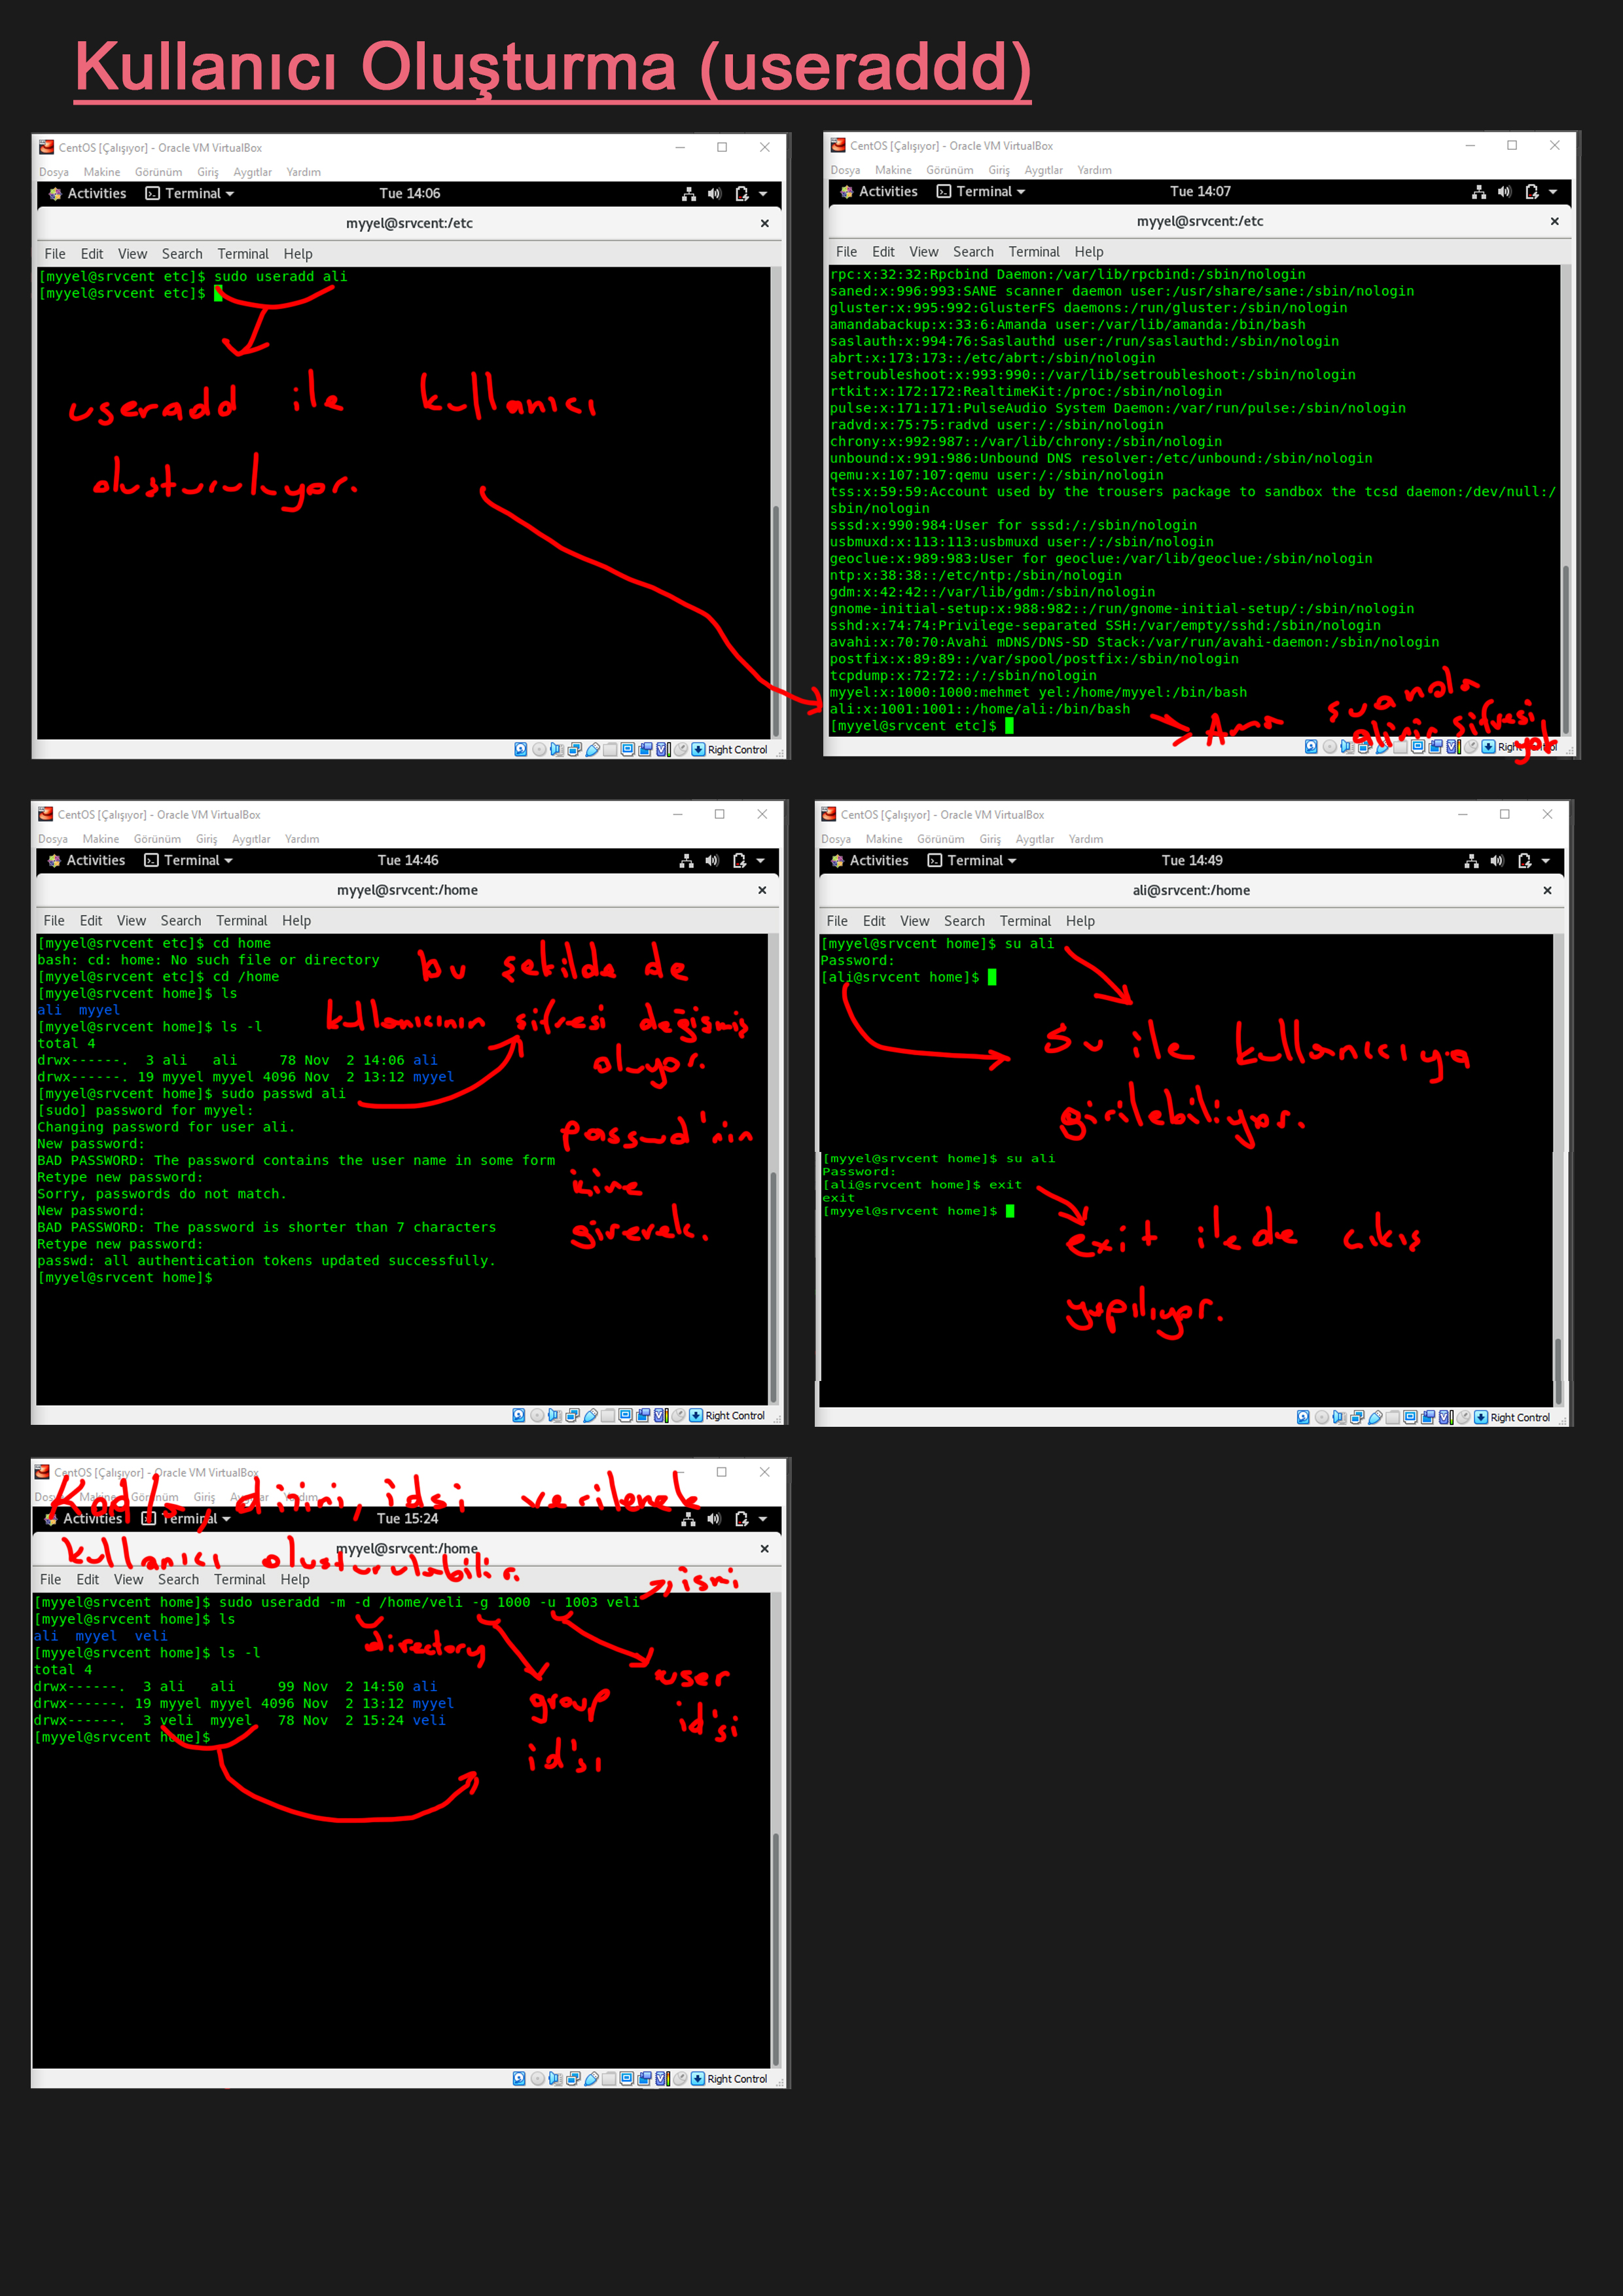 Kullanıcı Oluşturma (useraddd)
CentOS [Çalışıyor] - Oracle VM VirtualBox
Dosya Makine Görünüm Giriş Aygıtlar Yardım
Activities Terminal Tue 14:06
myyel@srvcent:/etc
File Edit View Search Terminal Help
[myyel@srvcent etc]$ sudo useradd ali
[myyel@srvcent etc]$
useradd ile kullanıcı
olusturuluyor.
Right Control
CentOS [Çalışıyor] - Oracle VM VirtualBox
Dosya Makine Görünüm Giriş Aygıtlar Yardım
Activities Terminal Tue 14:07
myyel@srvcent:/etc
File Edit View Search Terminal Help
rpc:x:32:32:Rpcbind Daemon:/var/lib/rpcbind:/sbin/nologin
saned:x:996:993:SANE scanner daemon user:/usr/share/sane:/sbin/nologin
gluster:x:995:992:GlusterFS daemons:/run/gluster:/sbin/nologin
amandabackup:x:33:6:Amanda user:/var/lib/amanda:/bin/bash
saslauth:x:994:76:Saslauthd user:/run/saslauthd:/sbin/nologin
abrt:x:173:173::/etc/abrt:/sbin/nologin
setroubleshoot:x:993:990::/var/lib/setroubleshoot:/sbin/nologin
rtkit:x:172:172:RealtimeKit:/proc:/sbin/nologin
pulse:x:171:171:PulseAudio System Daemon:/var/run/pulse:/sbin/nologin
radvd:x:75:75:radvd user:/:/sbin/nologin
chrony:x:992:987::/var/lib/chrony:/sbin/nologin
unbound:x:991:986:Unbound DNS resolver:/etc/unbound:/sbin/nologin
qemu:x:107:107:qemu user:/:/sbin/nologin
tss:x:59:59:Account used by the trousers package to sandbox the tcsd daemon:/dev/null:/
sbin/nologin
sssd:x:990:984:User for sssd:/:/sbin/nologin
usbmuxd:x:113:113:usbmuxd user:/:/sbin/nologin
geoclue:x:989:983:User for geoclue:/var/lib/geoclue:/sbin/nologin
ntp:x:38:38::/etc/ntp:/sbin/nologin
gdm:x:42:42::/var/lib/gdm:/sbin/nologin
gnome-initial-setup:x:988:982::/run/gnome-initial-setup/:/sbin/nologin
sshd:x:74:74:Privilege-separated SSH:/var/empty/sshd:/sbin/nologin
avahi:x:70:70:Avahi mDNS/DNS-SD Stack:/var/run/avahi-daemon:/sbin/nologin
postfix:x:89:89::/var/spool/postfix:/sbin/nologin
tcpdump:x:72:72::/:/sbin/nologin
myyel:x:1000:1000:mehmet yel:/home/myyel:/bin/bash
ali:x:1001:1001::/home/ali:/bin/bash
[myyel@srvcent etc]$
Ama suanda
alinin sifresi
yok
CentOS [Çalışıyor] - Oracle VM VirtualBox
Dosya Makine Görünüm Giriş Aygıtlar Yardım
Activities Terminal Tue 14:46
myyel@srvcent:/home
File Edit View Search Terminal Help
[myyel@srvcent etc]$ cd home
bash: cd: home: No such file or directory
[myyel@srvcent etc]$ cd /home
[myyel@srvcent home]$ ls
ali myyel
[myyel@srvcent home]$ ls -l
total 4
drwx------. 3 ali ali 78 Nov 2 14:06 ali
drwx------. 19 myyel myyel 4096 Nov 2 13:12 myyel
[myyel@srvcent home]$ sudo passwd ali
[sudo] password for myyel:
Changing password for user ali.
New password:
BAD PASSWORD: The password contains the user name in some form
Retype new password:
Sorry, passwords do not match.
New password:
BAD PASSWORD: The password is shorter than 7 characters
Retype new password:
passwd: all authentication tokens updated successfully.
[myyel@srvcent home]$
bu şekilde de
kullanıcının sifresi değişmiş
oluyor.
passwd'nin
girerek.
Right Control
CentOS [Çalışıyor] - Oracle VM VirtualBox
Dosya Makine Görünüm Giriş Aygıtlar Yardım
Activities Terminal Tue 14:49
ali@srvcent:/home
File Edit View Search Terminal Help
[myyel@srvcent home]$ su ali
Password:
[ali@srvcent home]$
su ile kullanıcıya
girilebiliyor.
[myyel@srvcent home]$ su ali
Password:
[ali@srvcent home]$ exit
exit
[myyel@srvcent home]$
exit ilede cıkıs
yapılıyor.
Right Control
CentOS [Çalışıyor] - Oracle VM VirtualBox
Activities Terminal Tue 15:24
myyel@srvcent:/home
idsi verilerek
kullanıcı olusturulabilir.
File Edit View Search Terminal Help
[myyel@srvcent home]$ sudo useradd -m -d /home/veli -g 1000 -u 1003 veli
ismi
[myyel@srvcent home]$ ls
ali myyel veli
[myyel@srvcent home]$ ls -l
total 4
drwx------. 3 ali ali 99 Nov 2 14:50 ali
drwx------. 19 myyel myyel 4096 Nov 2 13:12 myyel
drwx------. 3 veli myyel 78 Nov 2 15:24 veli
[myyel@srvcent home]$
directory
group
id'sı
user
id'si
Right Control